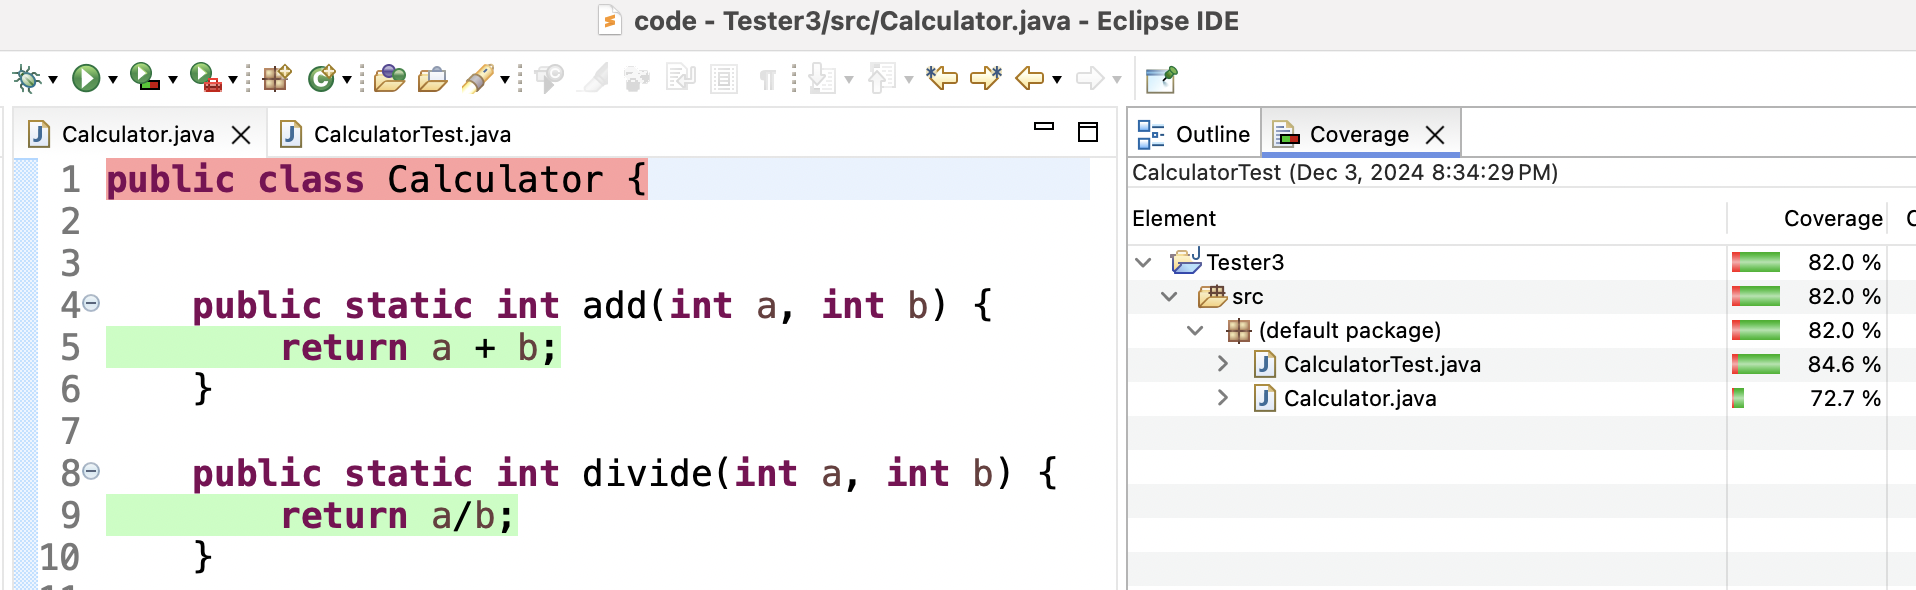 code - Tester3/src/Calculator.java - Eclipse IDE
Calculator.java
CalculatorTest.java
1 public class Calculator {
2
3
4 public static int add(int a, int b) {
5 return a + b;
6 }
7
8 public static int divide(int a, int b) {
9 return a/b;
10 }
Outline
Coverage
CalculatorTest (Dec 3, 2024 8:34:29 PM)
Element Coverage
Tester3 82.0 %
src 82.0 %
(default package) 82.0 %
CalculatorTest.java 84.6 %
Calculator.java 72.7 %